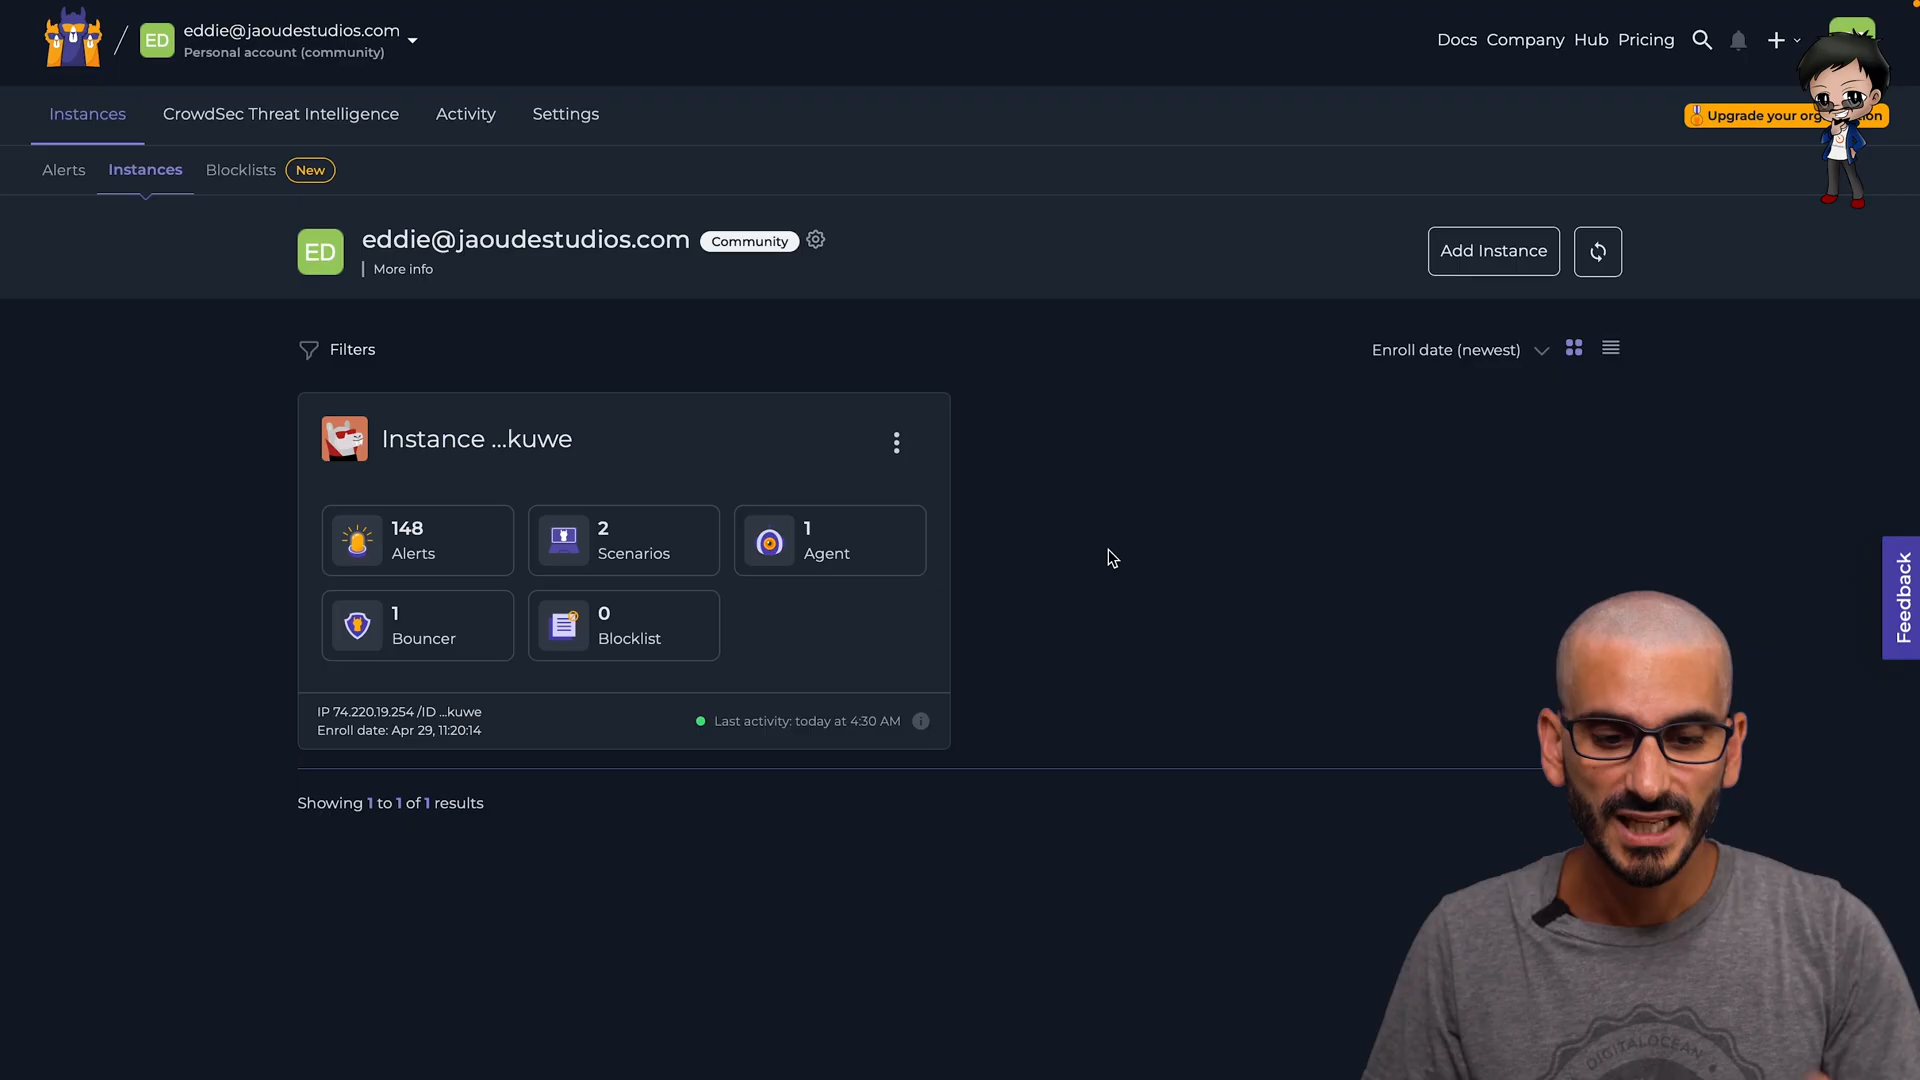 ED
eddie@jaoudestudios.com
Personal account (community)
Docs
Company
Hub
Pricing
Instances
CrowdSec Threat Intelligence
Activity
Settings
Upgrade your
Alerts
Instances
Blocklists
New
ED
eddie@jaoudestudios.com
Community
More info
Add Instance
Filters
Enroll date (newest)
Instance ...kuwe
148
Alerts
2
Scenarios
1
Agent
1
Bouncer
0
Blocklist
IP 74.220.19.254 /ID ...kuwe
Enroll date: Apr 29, 11:20:14
Last activity: today at 4:30 AM
Showing 1 to 1 of 1 results
Feedback
DIGITALOCEAN